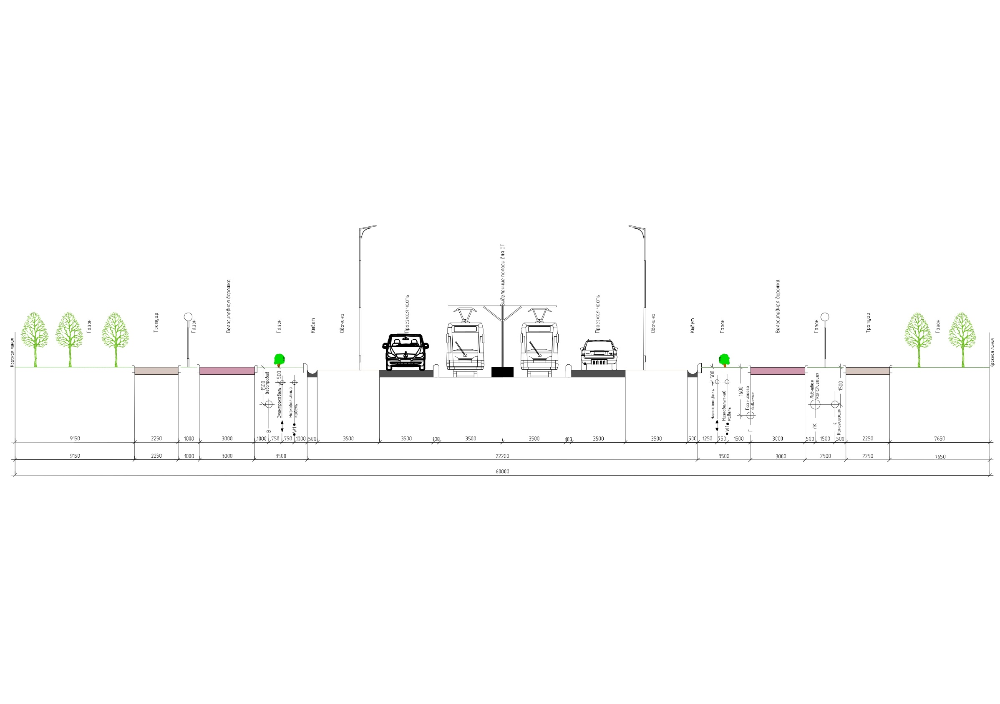 Красная линия
Газон
Тротуар
Газон
Велосипедная дорожка
Газон
Кювет
Обочина
Проезжая часть
Выделенные полосы для ОТ
Проезжая часть
Обочина
Кювет
Газон
Велосипедная дорожка
Газон
Тротуар
Газон
Красная линия
1500
Водопровод
В
500
Электрокабель
Низковольтный
кабель
W1
500
Электрокабель
Низковольтный
кабель
W1
1600
Газ низкого
давления
Г
Ливневая
канализация
ЛК
1500
К
Канализация
9150 2250 1000 3000 1000 750 750 1000 500 3500 3500 3500 3500 3500 3500 500 1250 750 1500 3000 500 1500 500 2250 7650
9150 2250 1000 3000 3500 22200 3500 3000 2500 2250 7650
60000